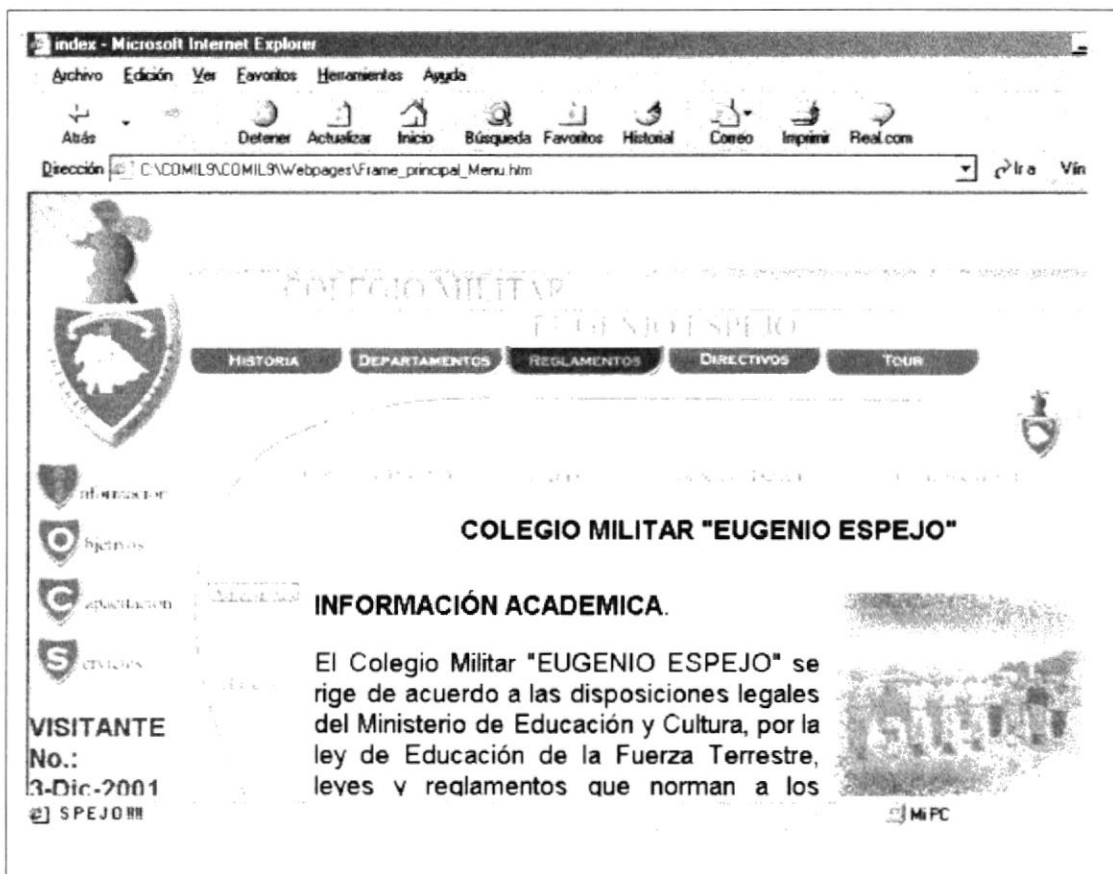 index - Microsoft Internet Explorer
Archivo Edición Ver Favoritos Herramientas Ayuda
Atrás Detener Actualizar Inicio Búsqueda Favoritos Historial Correo Imprimir Real.com
Dirección C:\COMIL9\COMIL9\Webpages\Frame_principal_Menu.htm Ir a Vín
COLEGIO MILITAR
EUGENIO ESPEJO
HISTORIA DEPARTAMENTOS REGLAMENTOS DIRECTIVOS TOUR
Información
Objetivos
Capacitacion
Servicios
COLEGIO MILITAR "EUGENIO ESPEJO"
INFORMACIÓN ACADEMICA.
El Colegio Militar "EUGENIO ESPEJO" se
rige de acuerdo a las disposiciones legales
del Ministerio de Educación y Cultura, por la
ley de Educación de la Fuerza Terrestre,
leyes y reglamentos que norman a los
VISITANTE
No.:
3-Dic-2001
S P E J O !!!!
Mi PC